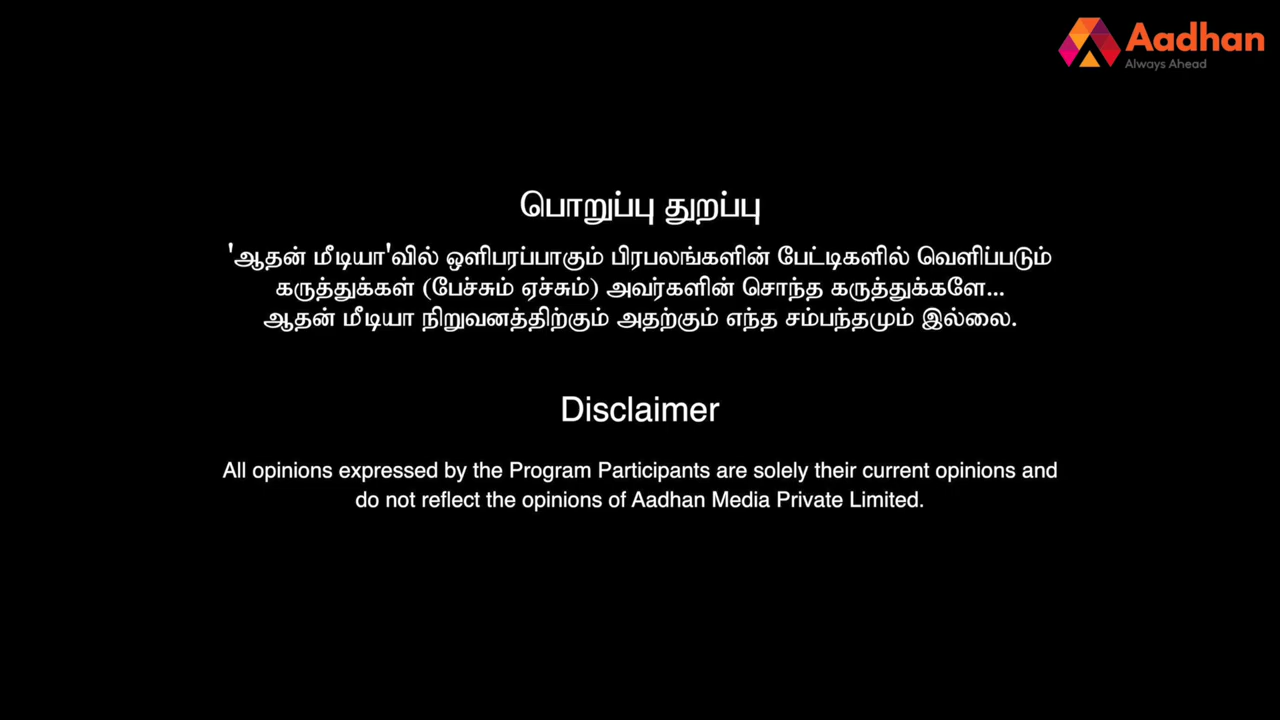 Aadhan
Always Ahead
பொறுப்பு துறப்பு
'ஆதன் மீடியா'வில் ஒளிபரப்பாகும் பிரபலங்களின் பேட்டிகளில் வெளிப்படும்
கருத்துக்கள் (பேச்சும் ஏச்சும்) அவர்களின் சொந்த கருத்துக்களே...
ஆதன் மீடியா நிறுவனத்திற்கும் அதற்கும் எந்த சம்பந்தமும் இல்லை.
Disclaimer
All opinions expressed by the Program Participants are solely their current opinions and
do not reflect the opinions of Aadhan Media Private Limited.